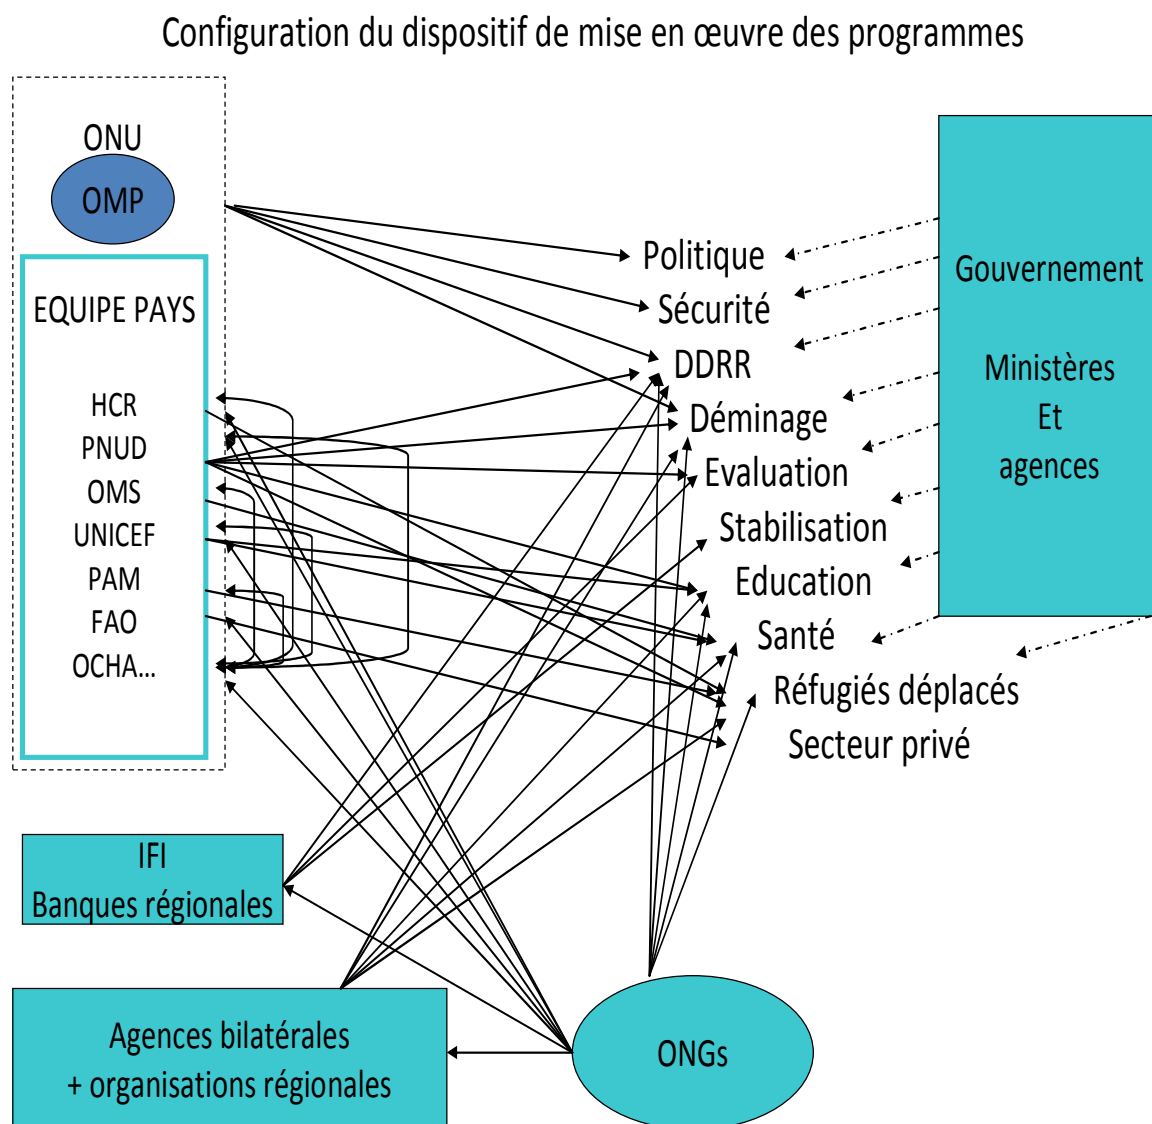 Configuration du dispositif de mise en œuvre des programmes
ONU
OMP
EQUIPE PAYS
HCR
PNUD
OMS
UNICEF
PAM
FAO
OCHA...
Politique
Sécurité
DDRR
Déminage
Evaluation
Stabilisation
Education
Santé
Réfugiés déplacés
Secteur privé
Gouvernement
Ministères
Et
agences
IFI
Banques régionales
Agences bilatérales
+ organisations régionales
ONGs